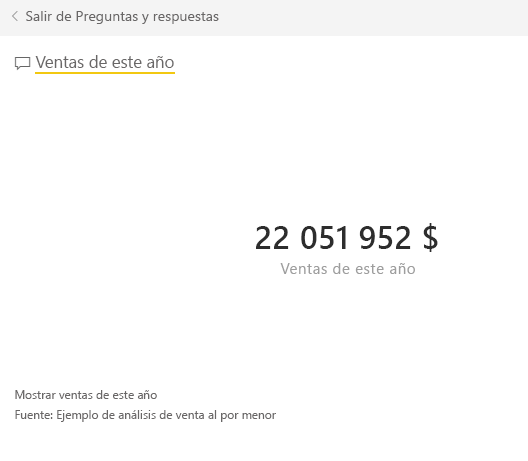 Salir de Preguntas y respuestas
Ventas de este año
22 051 952 $
Ventas de este año
Mostrar ventas de este año
Fuente: Ejemplo de análisis de venta al por menor